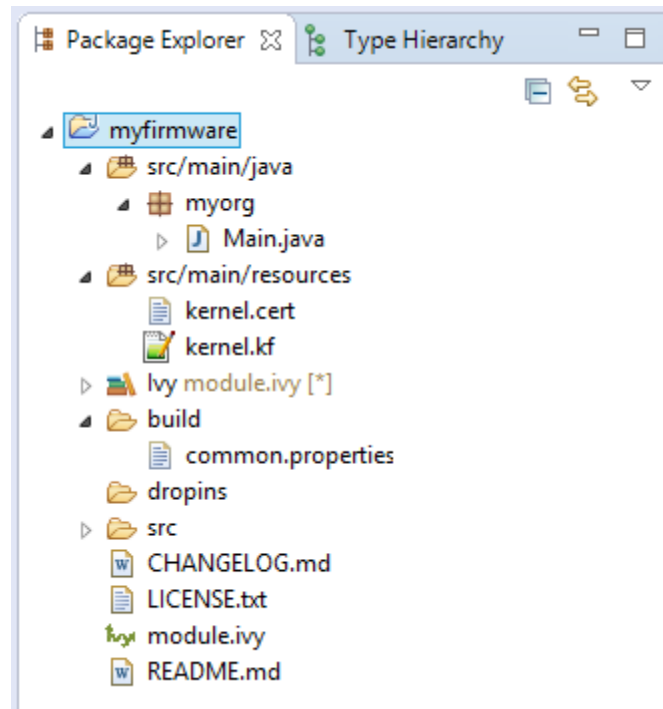 Package Explorer Type Hierarchy
myfirmware
src/main/java
myorg
Main.java
src/main/resources
kernel.cert
kernel.kf
Ivy module.ivy [*]
build
common.properties
dropins
src
CHANGELOG.md
LICENSE.txt
module.ivy
README.md